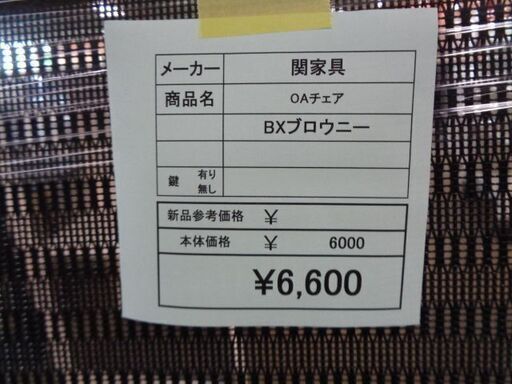 メーカー 関家具
商品名 OAチェア
BXブロウニー
鍵 有り 無し
新品参考価格 ¥
本体価格 ¥ 6000
¥6,600